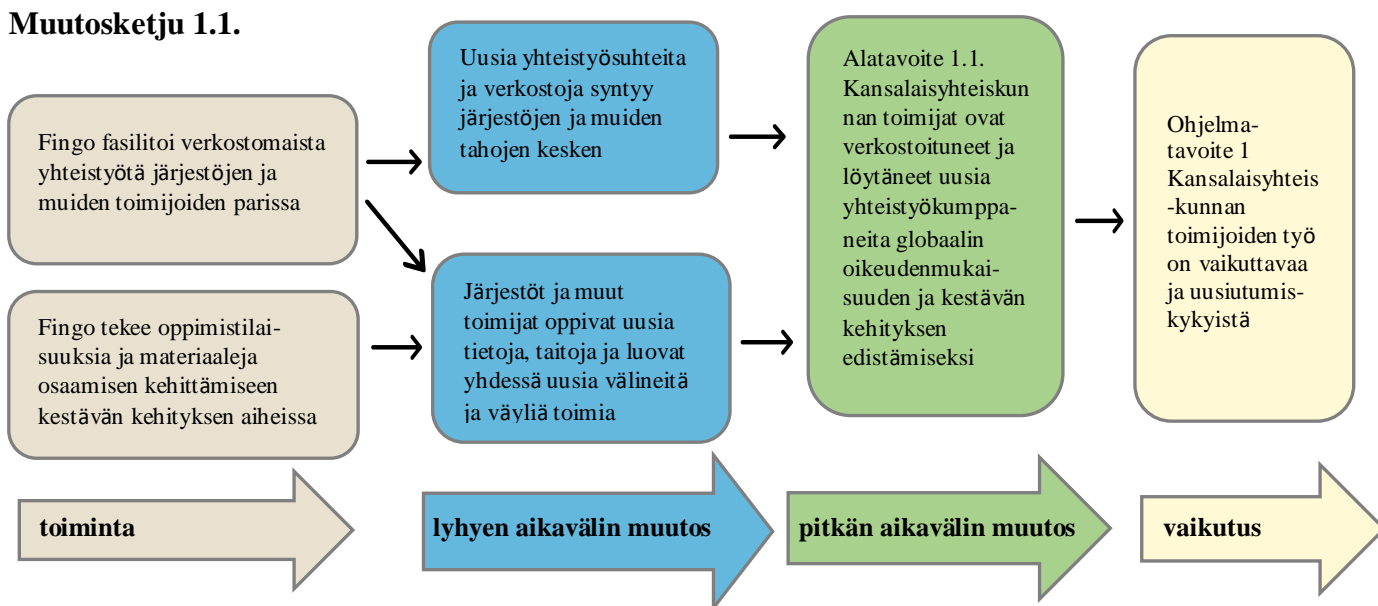 Muutosketju 1.1.
Fingo fasilitoi verkostomaista
yhteistyötä järjestöjen ja
muiden toimijoiden parissa
Fingo tekee oppimistilai-
suuksia ja materiaaleja
osaamisen kehittämiseen
kestävän kehityksen aiheissa
Uusia yhteistyösuhteita
ja verkostoja syntyy
järjestöjen ja muiden
tahojen kesken
Järjestöt ja muut
toimijat oppivat uusia
tietoja, taitoja ja luovat
yhdessä uusia välineitä
ja väyliä toimia
Alatavoite 1.1.
Kansalaisyhteiskun
nan toimijat ovat
verkostoituneet ja
löytäneet uusia
yhteistyökumppa-
neita globaalin
oikeudenmukai-
suuden ja kestävän
kehityksen
edistämiseksi
Ohjelma-
tavoite 1
Kansalaisyhteis
-kunnan
toimijoiden työ
on vaikuttavaa
ja uusiutumis-
kykyistä
toiminta
lyhyen aikavälin muutos
pitkän aikavälin muutos
vaikutus